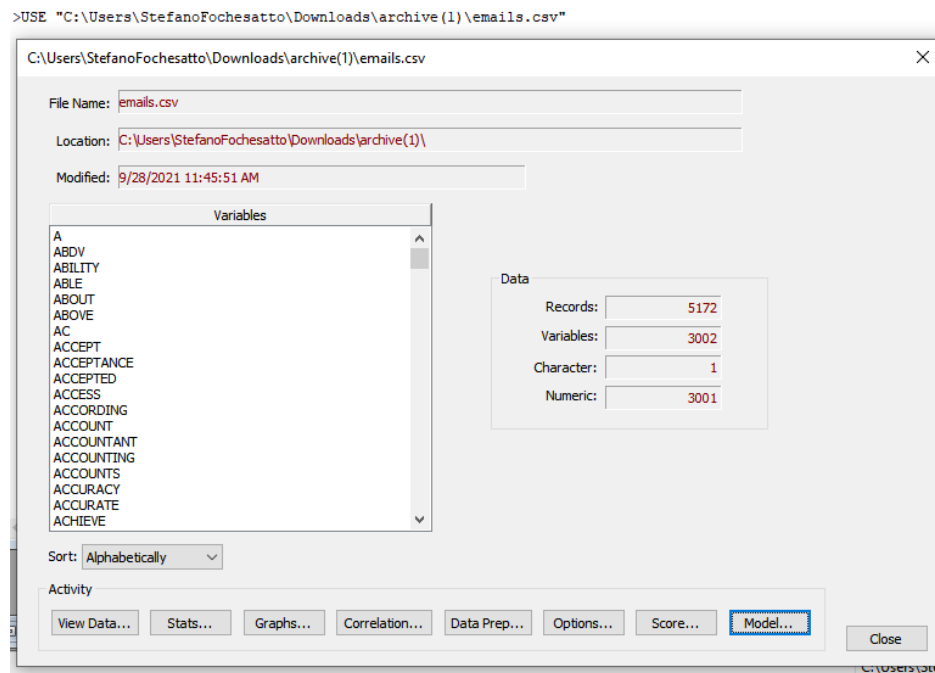 >USE "C:\Users\StefanoFochesatto\Downloads\archive(1)\emails.csv"
C:\Users\StefanoFochesatto\Downloads\archive(1)\emails.csv
File Name: emails.csv
Location: C:\Users\StefanoFochesatto\Downloads\archive(1)\
Modified: 9/28/2021 11:45:51 AM
Variables
A
ABDV
ABILITY
ABLE
ABOUT
ABOVE
AC
ACCEPT
ACCEPTANCE
ACCEPTED
ACCESS
ACCORDING
ACCOUNT
ACCOUNTANT
ACCOUNTING
ACCOUNTS
ACCURACY
ACCURATE
ACHIEVE
Data
Records: 5172
Variables: 3002
Character: 1
Numeric: 3001
Sort: Alphabetically
Activity
View Data... Stats... Graphs... Correlation... Data Prep... Options... Score... Model...
Close